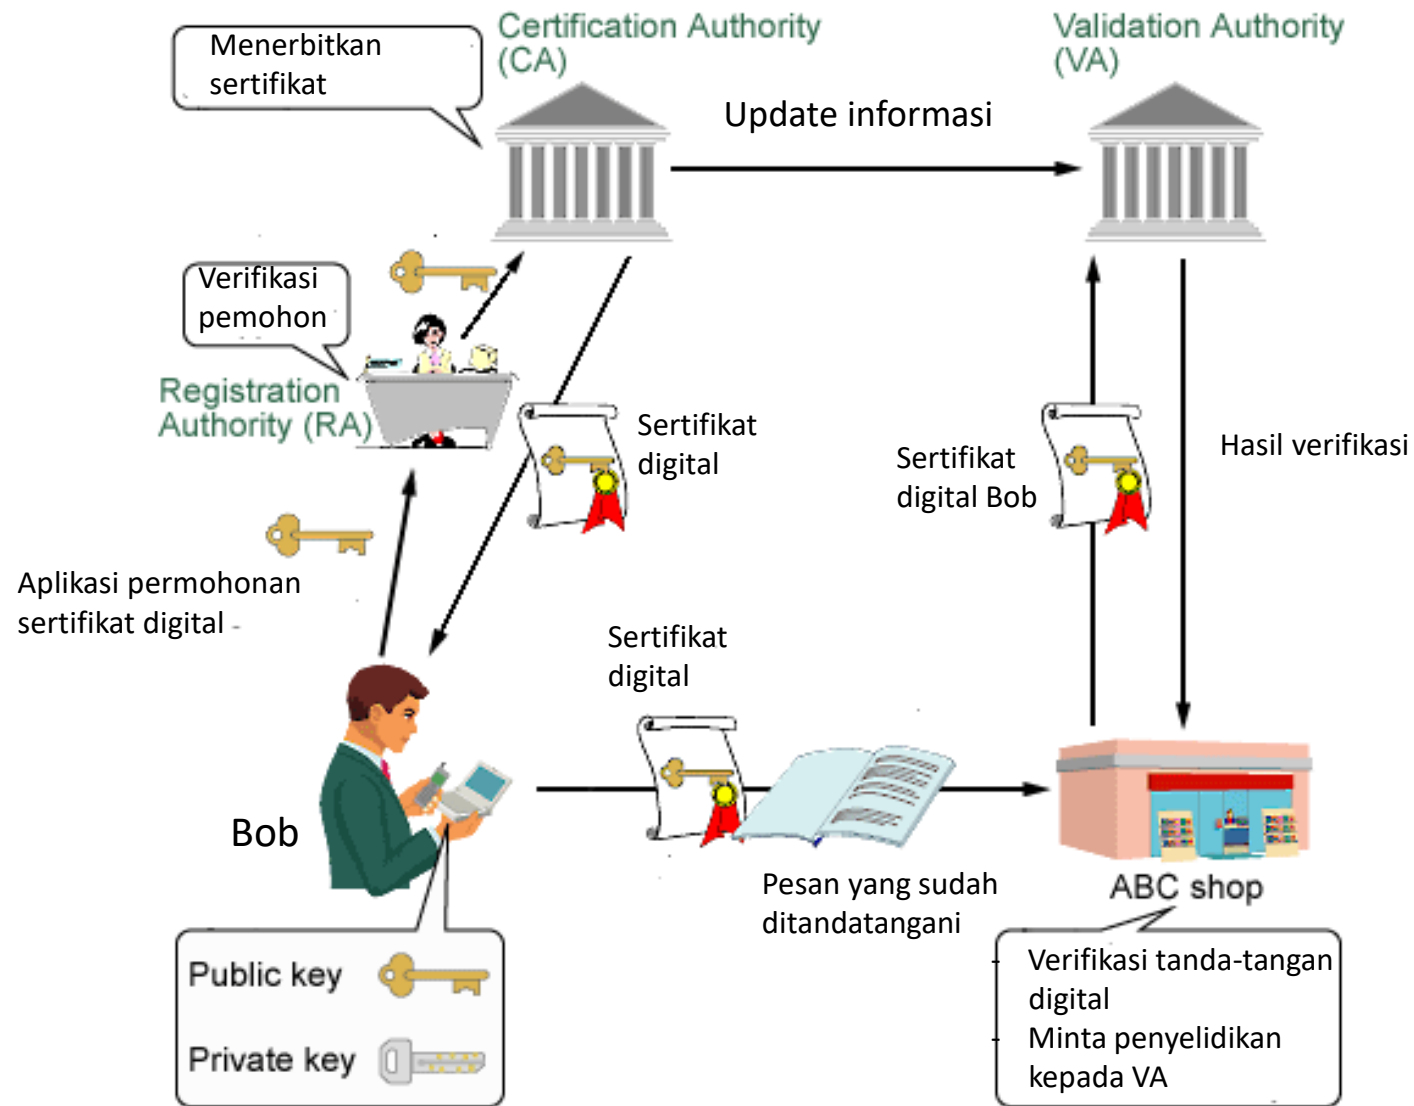 Menerbitkan
sertifikat
Certification Authority
(CA)
Validation Authority
(VA)
Update informasi
Verifikasi
pemohon
Registration
Authority (RA)
Sertifikat
digital
Sertifikat
digital Bob
Hasil verifikasi
Aplikasi permohonan
sertifikat digital
Sertifikat
digital
Bob
Pesan yang sudah
ditandatangani
ABC shop
Public key
Private key
- Verifikasi tanda-tangan
digital
- Minta penyelidikan
kepada VA